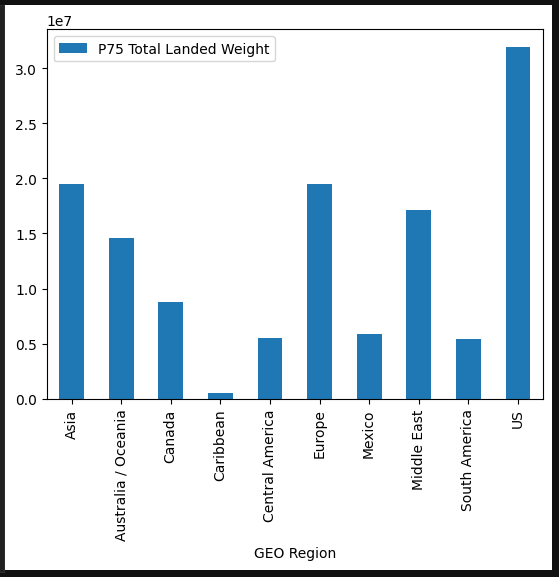 1e7
P75 Total Landed Weight
3.0
2.5
2.0
1.5
1.0
0.5
0.0
Asia
Australia / Oceania
Canada
Caribbean
Central America
Europe
Mexico
Middle East
South America
US
GEO Region